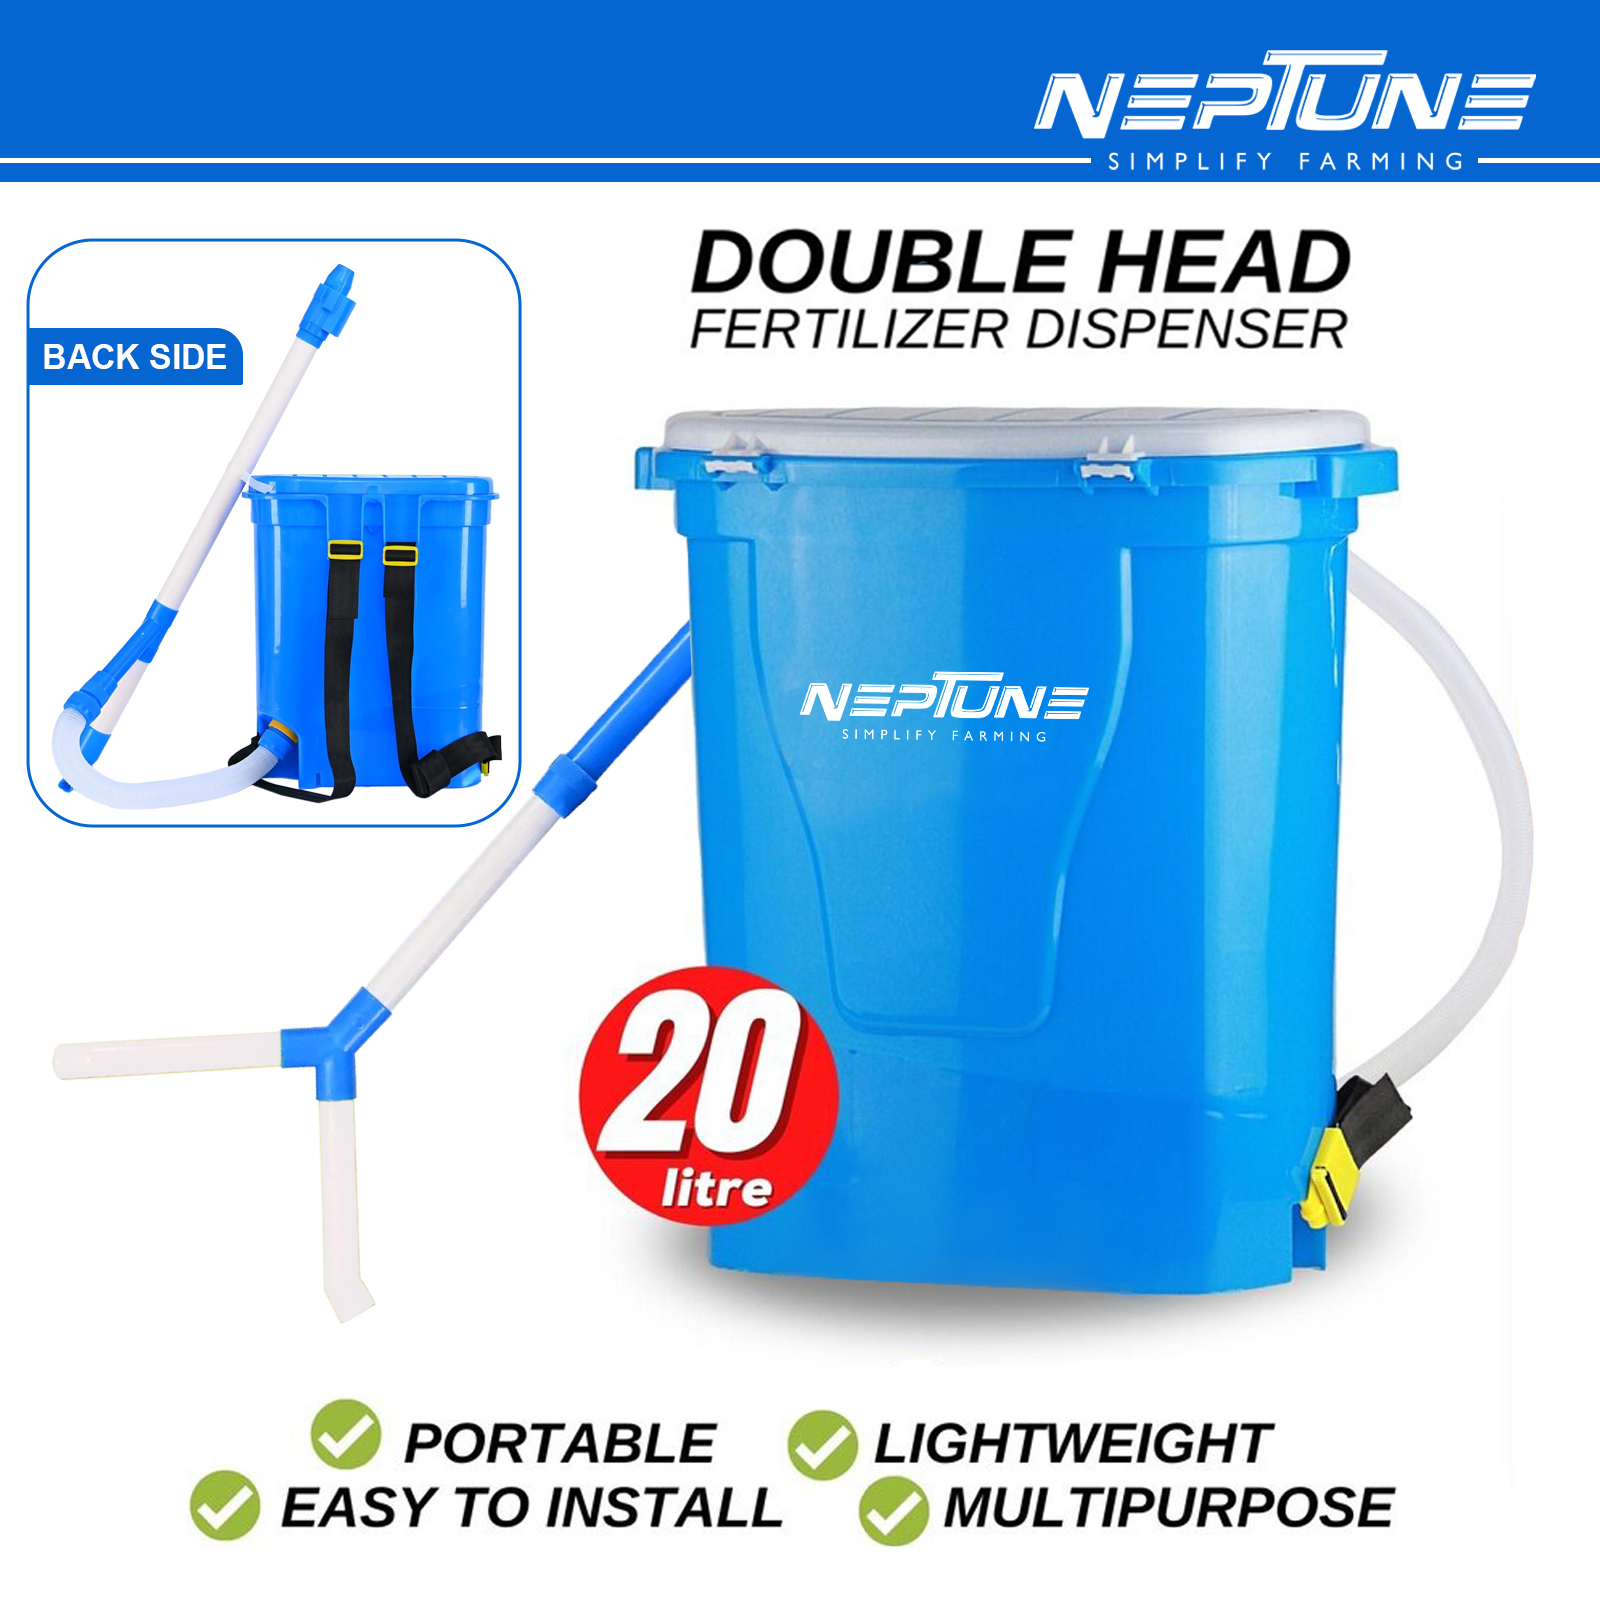 NEPTUNE
SIMPLIFY FARMING
DOUBLE HEAD
FERTILIZER DISPENSER
BACK SIDE
NEPTUNE
SIMPLIFY FARMING
20
litre
PORTABLE
LIGHTWEIGHT
EASY TO INSTALL
MULTIPURPOSE